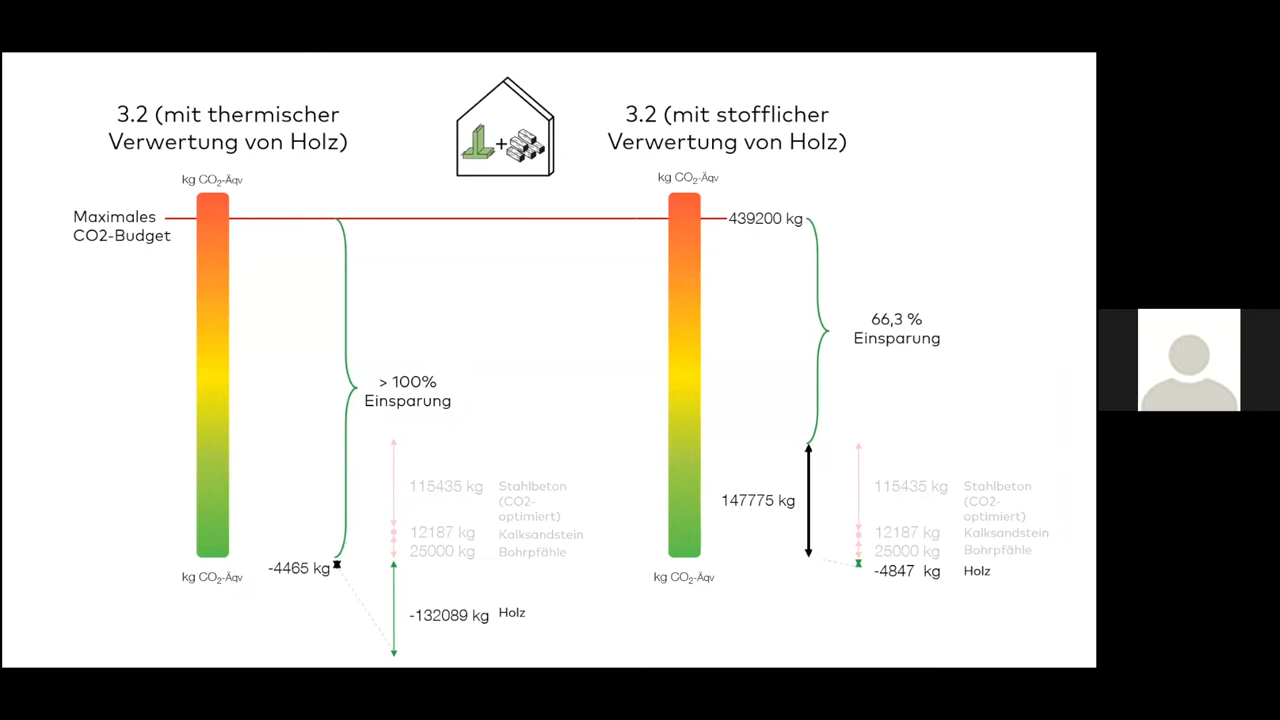 3.2 (mit thermischer
Verwertung von Holz)
kg CO₂-Äqv
Maximales
CO2-Budget
> 100%
Einsparung
115435 kg
Stahlbeton
(CO2-
optimiert)
12187 kg
Kalksandstein
25000 kg
Bohrpfähle
-4465 kg
kg CO₂-Äqv
-132089 kg
Holz
+
3.2 (mit stofflicher
Verwertung von Holz)
kg CO₂-Äqv
439200 kg
66,3 %
Einsparung
147775 kg
115435 kg
Stahlbeton
(CO2-
optimiert)
12187 kg
Kalksandstein
25000 kg
Bohrpfähle
-4847 kg
Holz
kg CO₂-Äqv